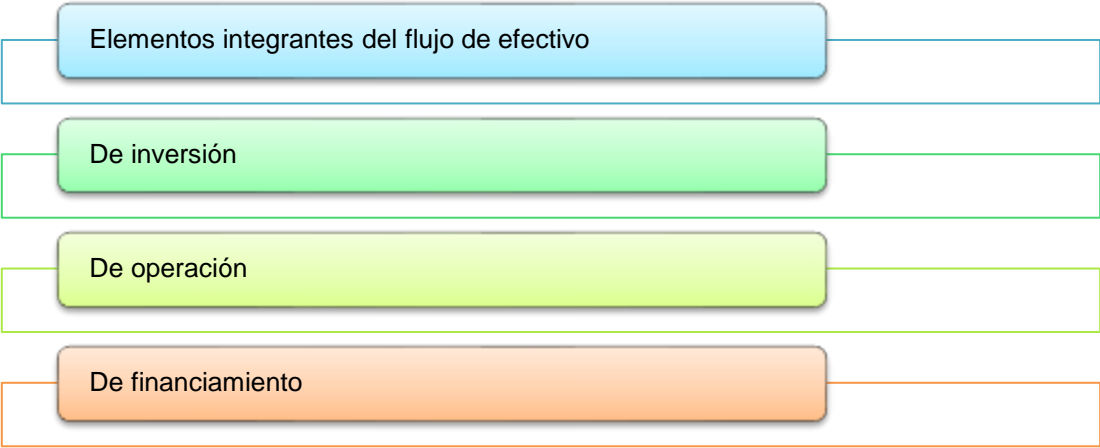 Elementos integrantes del flujo de efectivo
De inversión
De operación
De financiamiento